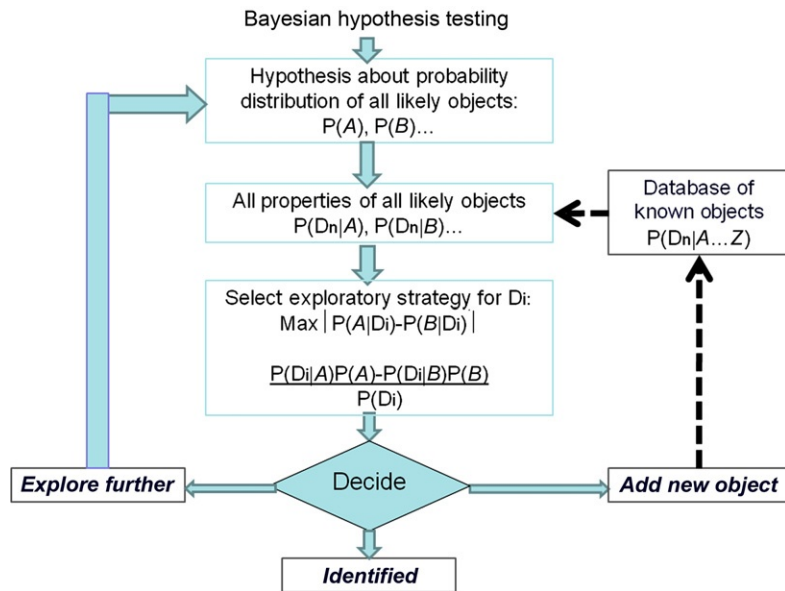 Bayesian hypothesis testing
Hypothesis about probability
distribution of all likely objects:
P(A), P(B)...
All properties of all likely objects
P(Dn|A), P(Dn|B)...
Database of
known objects
P(Dn|A...Z)
Select exploratory strategy for Di:
Max | P(A|Di)-P(B|Di) |
P(Di|A)P(A)-P(Di|B)P(B)
P(Di)
Explore further
Decide
Add new object
Identified